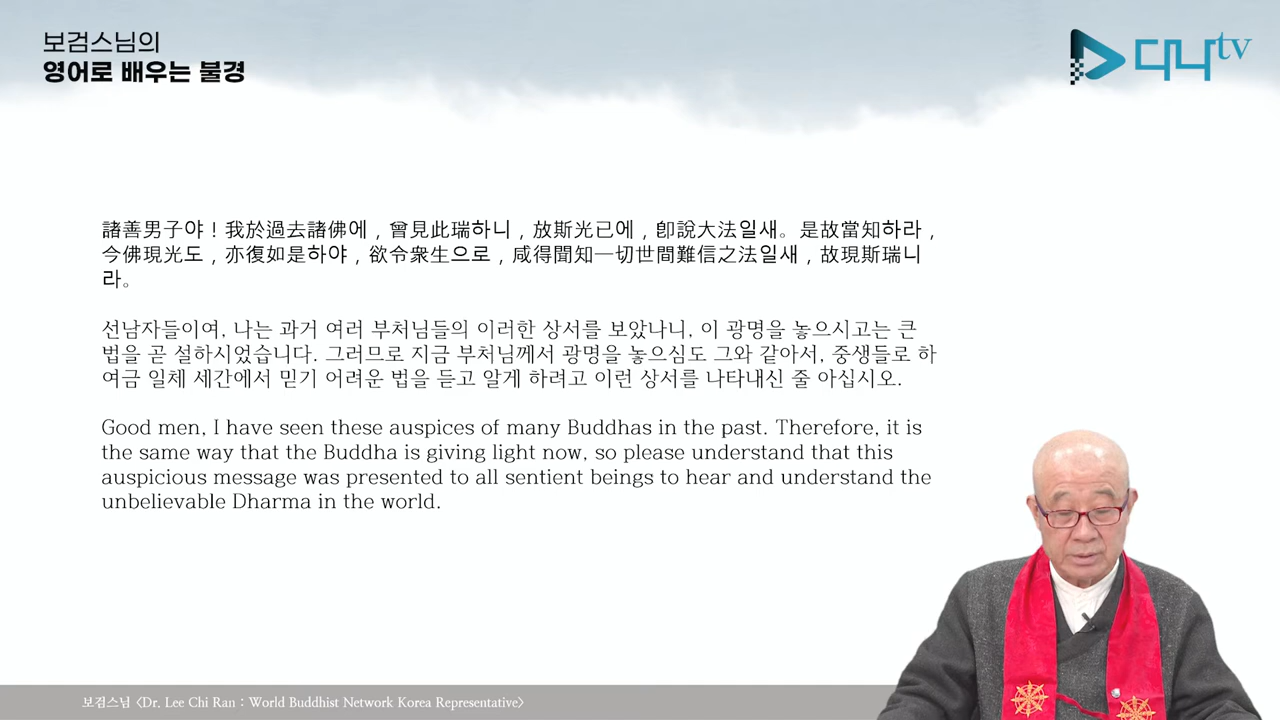 보검스님의
영어로 배우는 불경
디나tv
諸善男子야! 我於過去諸佛에, 曾見此瑞하니, 放斯光已에, 卽說大法일새。是故當知하라,
今佛現光도, 亦復如是하야, 欲令衆生으로, 咸得聞知一切世間難信之法일새, 故現斯瑞니
라。
선남자들이여, 나는 과거 여러 부처님들의 이러한 상서를 보았나니, 이 광명을 놓으시고는 큰
법을 곧 설하시었습니다. 그러므로 지금 부처님께서 광명을 놓으심도 그와 같아서, 중생들로 하
여금 일체 세간에서 믿기 어려운 법을 듣고 알게 하려고 이런 상서를 나타내신 줄 아십시오.
Good men, I have seen these auspices of many Buddhas in the past. Therefore, it is
the same way that the Buddha is giving light now, so please understand that this
auspicious message was presented to all sentient beings to hear and understand the
unbelievable Dharma in the world.
보검스님 <Dr. Lee Chi Ran : World Buddhist Network Korea Representative>